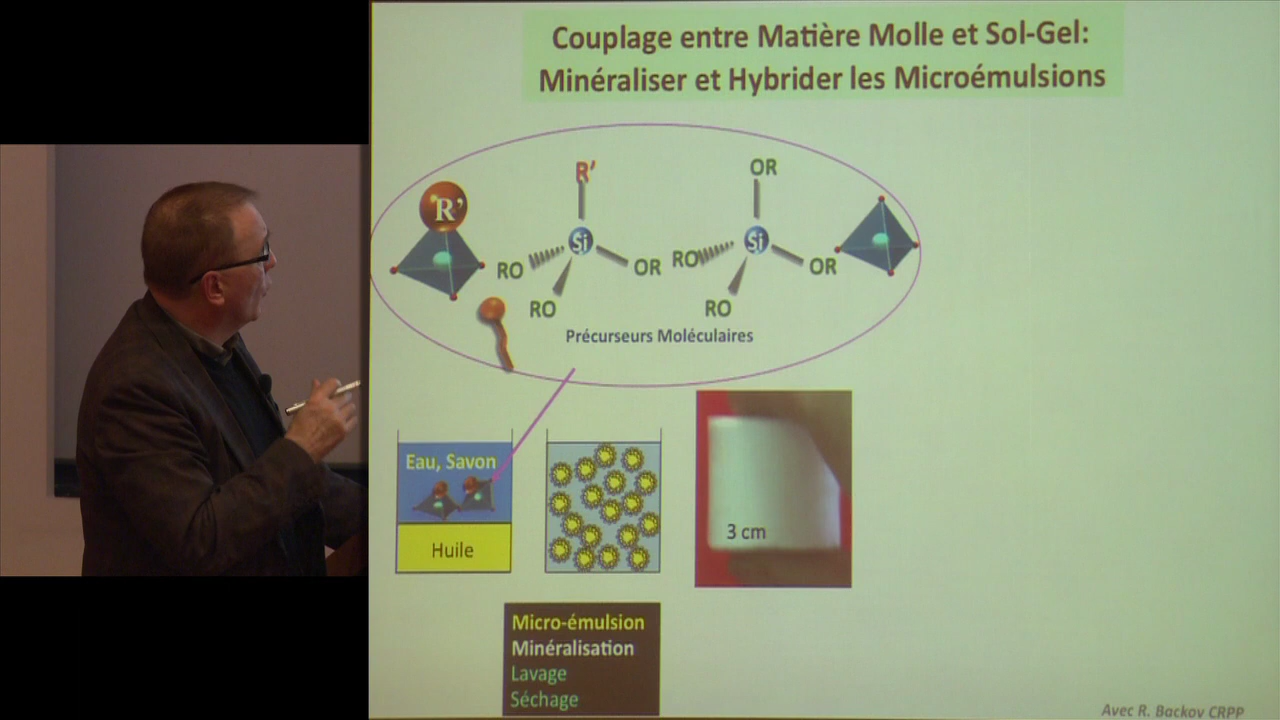 Couplage entre Matière Molle et Sol-Gel:
Minéraliser et Hybrider les Microémulsions
R'
R'
OR
Si
Si
RO
OR
RO
OR
RO
RO
Précurseurs Moléculaires
Eau, Savon
Huile
3 cm
Micro-émulsion
Minéralisation
Lavage
Séchage
Avec R. Backov CRPP